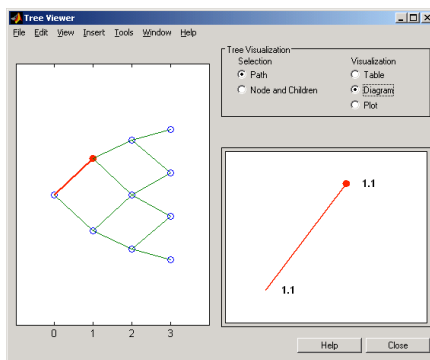 Tree Viewer
File Edit View Insert Tools Window Help
Tree Visualization
Selection Visualization
Path Table
Node and Children Diagram
Plot
1.1
1.1
0 1 2 3
Help Close